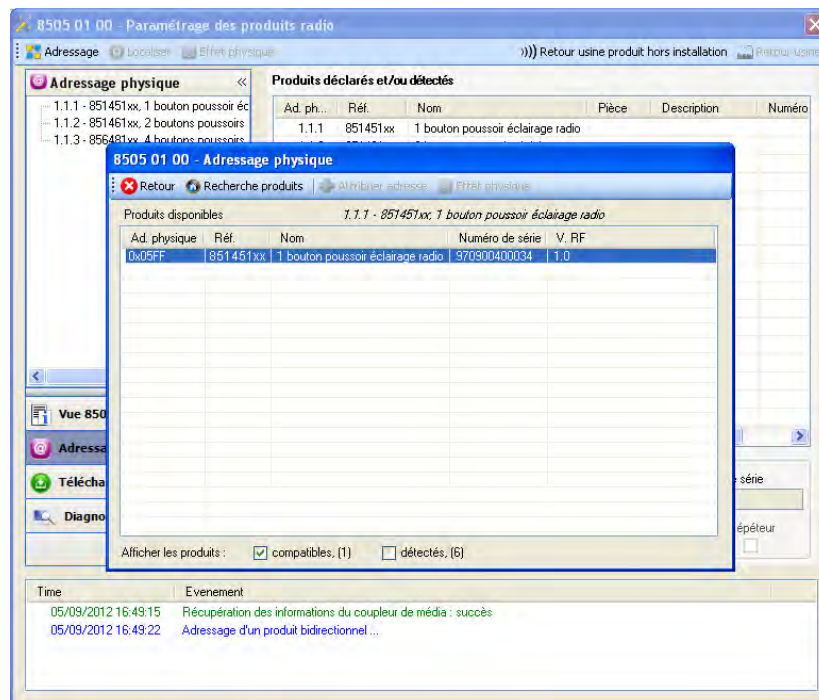 8505 01 00 - Paramétrage des produits radio
Adressage Localiser Effet physique ))) Retour usine produit hors installation Retour usine
Adressage physique «
1.1.1 - 851451xx, 1 bouton poussoir éc
1.1.2 - 851461xx, 2 boutons poussoirs
1.1.3 - 856481xx, 4 boutons poussoirs
Produits déclarés et/ou détectés
Ad. ph... Réf. Nom Pièce Description Numéro
1.1.1 851451xx 1 bouton poussoir éclairage radio
8505 01 00 - Adressage physique
Retour Recherche produits Attribuer adresse Effet physique
Produits disponibles 1.1.1 - 851451xx, 1 bouton poussoir éclairage radio
Ad. physique Réf. Nom Numéro de série V. RF
0x05FF 851451xx 1 bouton poussoir éclairage radio 970900400034 1.0
Afficher les produits : compatibles, (1) détectés, (6)
Vue 850
Adressa
Télécha
Diagno
série
épéteur
Time Evenement
05/09/2012 16:49:15 Récupération des informations du coupleur de média : succès
05/09/2012 16:49:22 Adressage d'un produit bidirectionnel ...